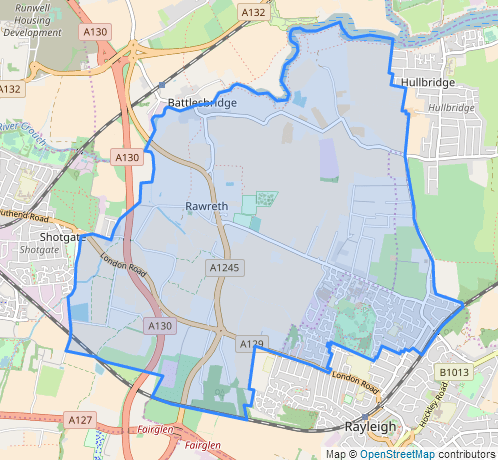 Runwell
Housing
Development
A132
A130
A132
Hullbridge
Battlesbridge
Hullbridge
River Crouch
A130
Rawreth
Southend Road
Shotgate
Shotgate
London Road
A1245
A130
A129
London Road
B1013
Hockley Road
A127
Rayleigh
Fairglen
Fairglen
Map © OpenStreetMap contributors